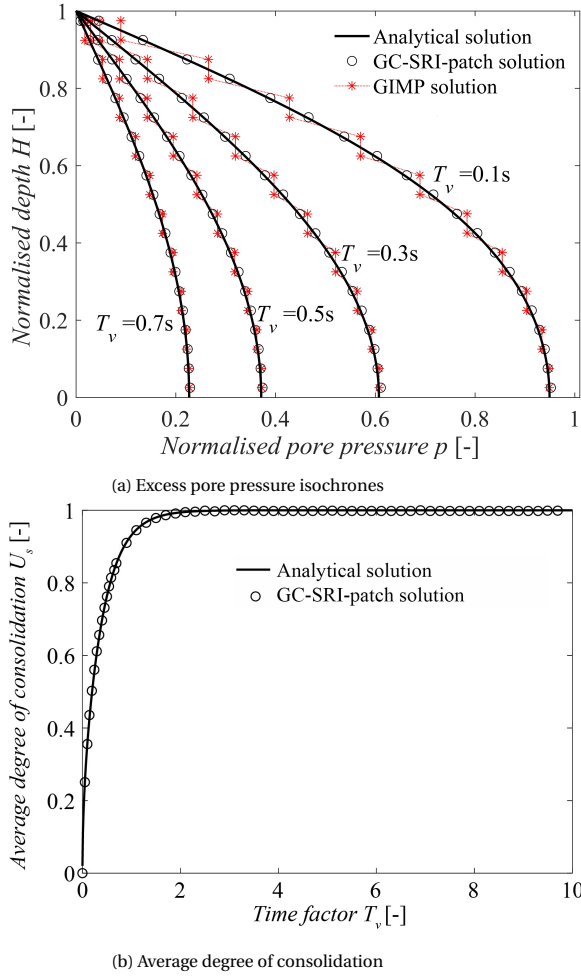 1
0.8
0.6
0.4
0.2
0
Normalised depth H [-]
Analytical solution
GC-SRI-patch solution
GIMP solution
T_v=0.1s
T_v=0.3s
T_v=0.5s
T_v=0.7s
0 0.2 0.4 0.6 0.8 1
Normalised pore pressure p [-]
(a) Excess pore pressure isochrones
1
0.8
0.6
0.4
0.2
0
Average degree of consolidation U_s [-]
Analytical solution
GC-SRI-patch solution
0 2 4 6 8 10
Time factor T_v [-]
(b) Average degree of consolidation